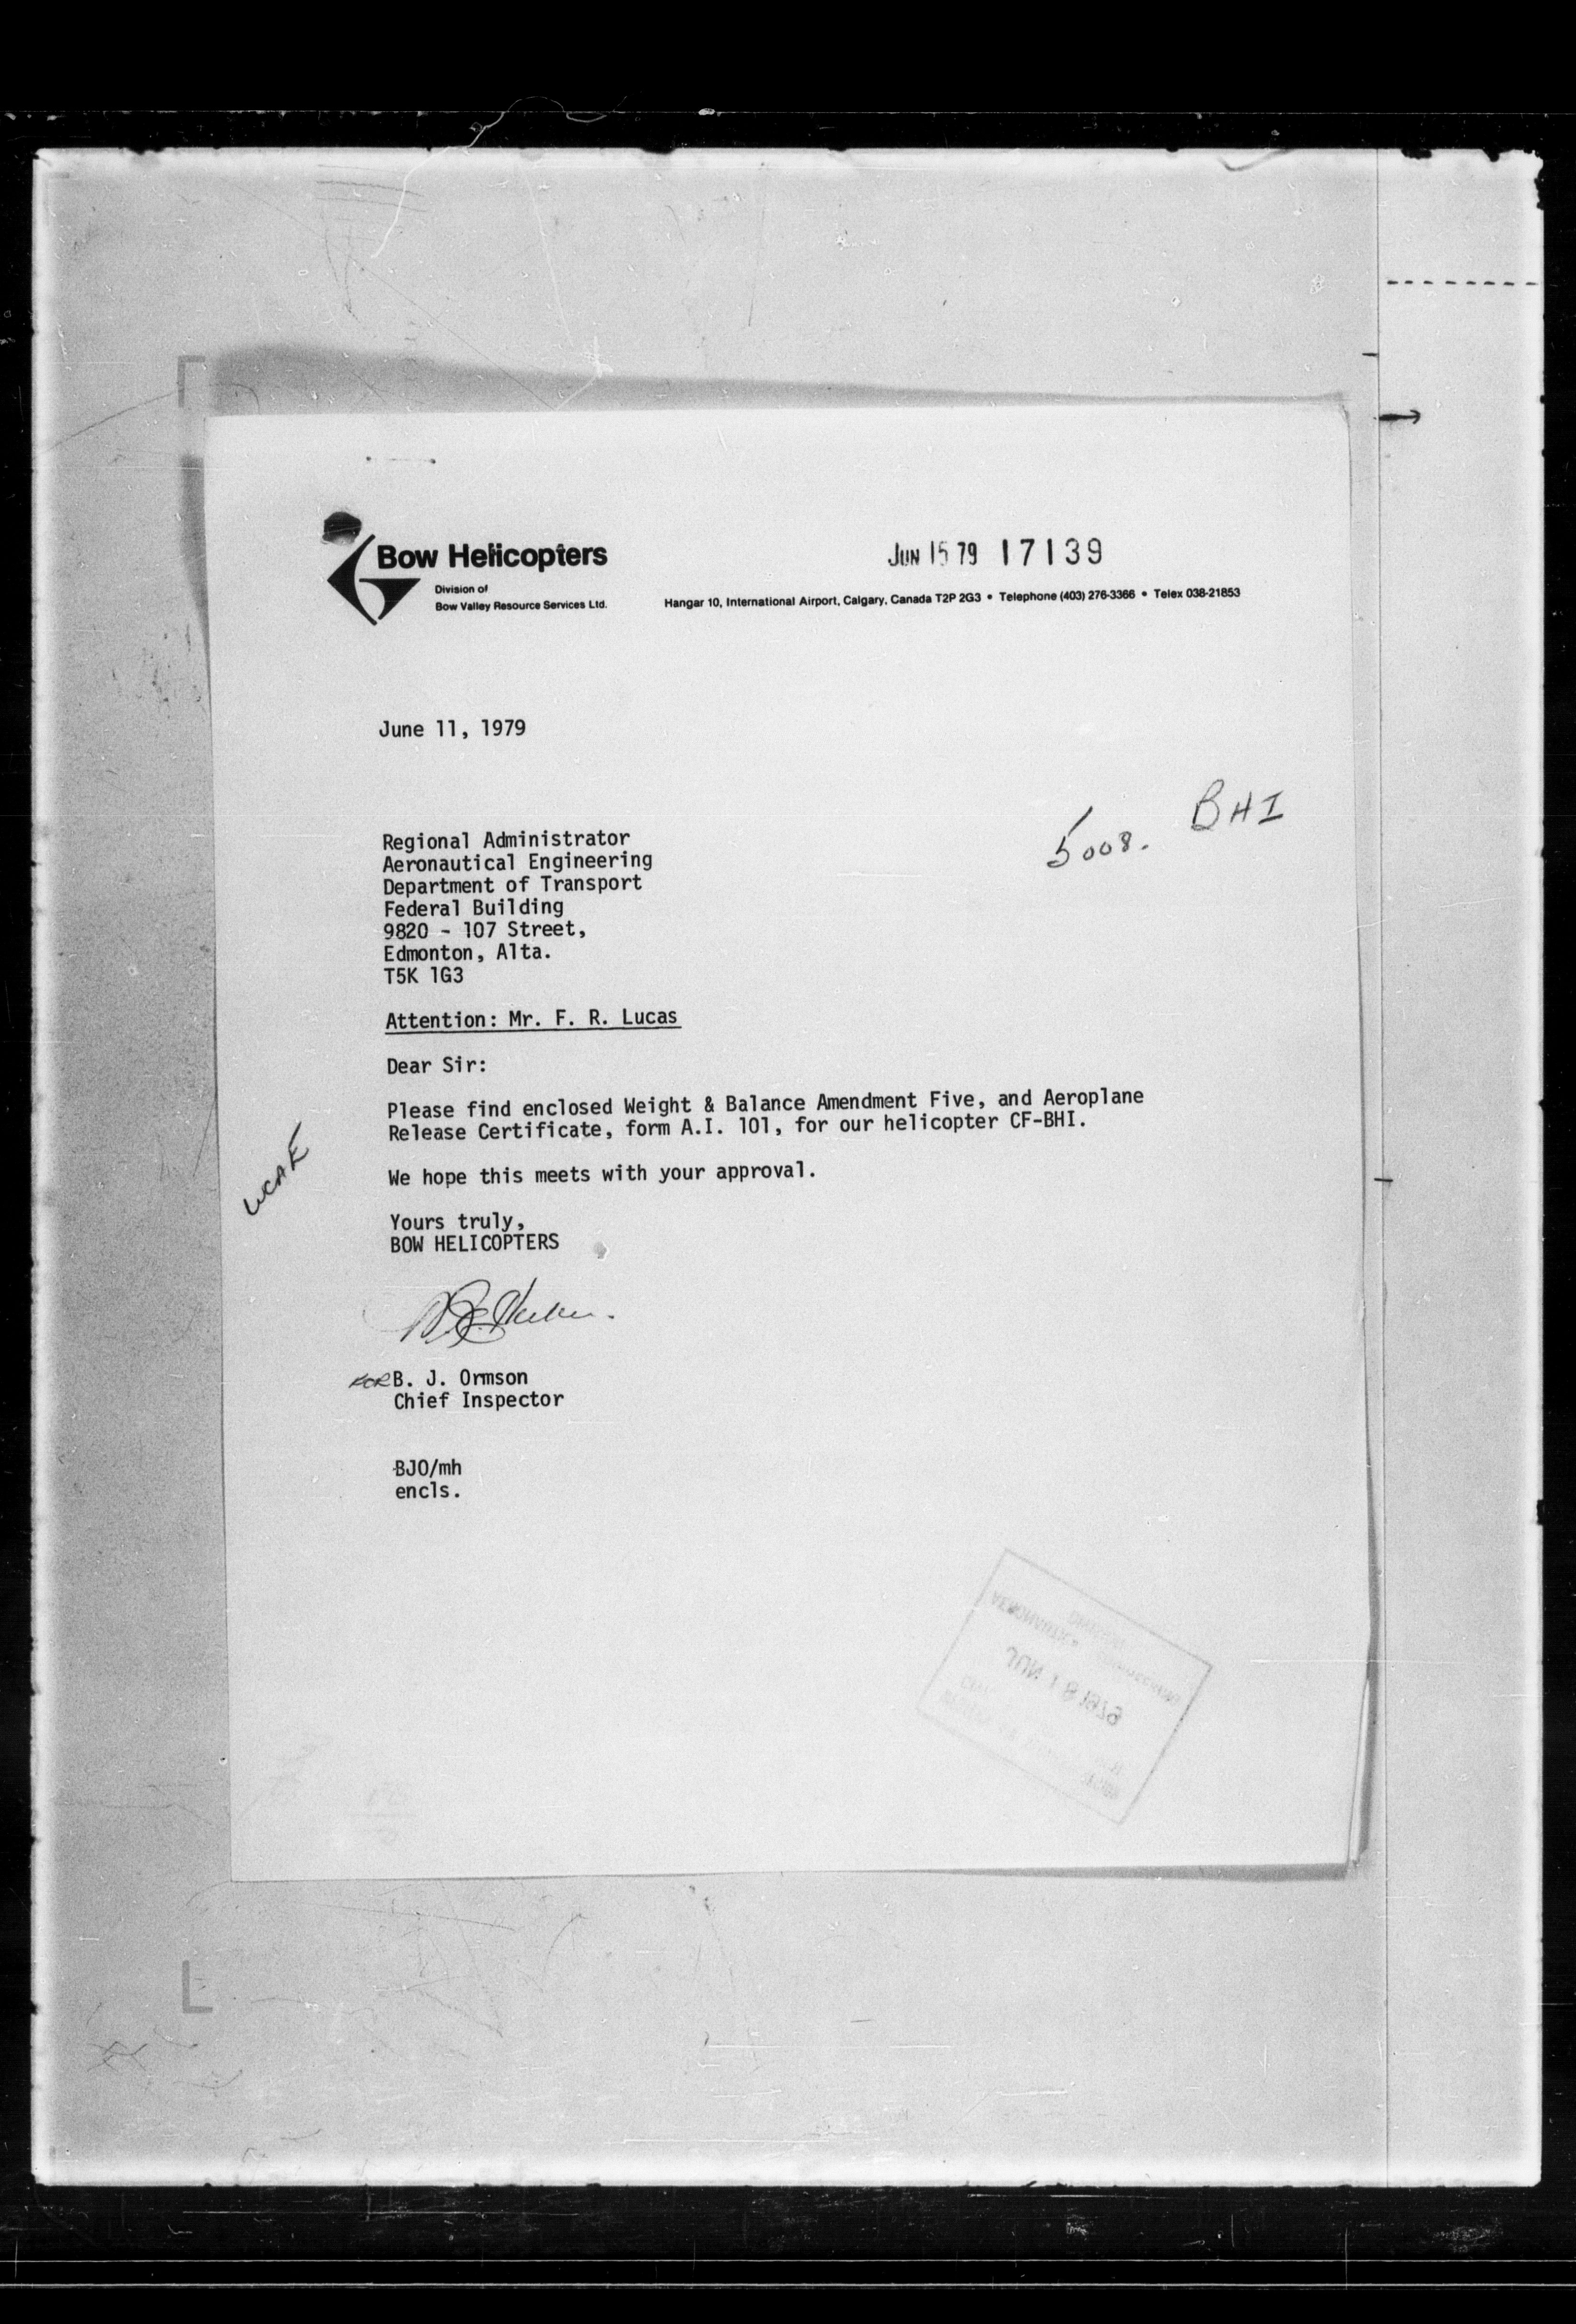 Bow Helicopters
Division of
Bow Valley Resource Services Ltd.
JUN 15 79 17139
Hangar 10, International Airport, Calgary, Canada T2P 2G3 • Telephone (403) 276-3366 • Telex 038-21853
June 11, 1979
BHI
5008.
Regional Administrator
Aeronautical Engineering
Department of Transport
Federal Building
9820 - 107 Street,
Edmonton, Alta.
T5K 1G3
Attention: Mr. F. R. Lucas
Dear Sir:
Please find enclosed Weight & Balance Amendment Five, and Aeroplane
Release Certificate, form A.I. 101, for our helicopter CF-BHI.
We hope this meets with your approval.
WCAE
Yours truly,
BOW HELICOPTERS
FOR B. J. Ormson
Chief Inspector
BJO/mh
encls.
JUN 18 1979